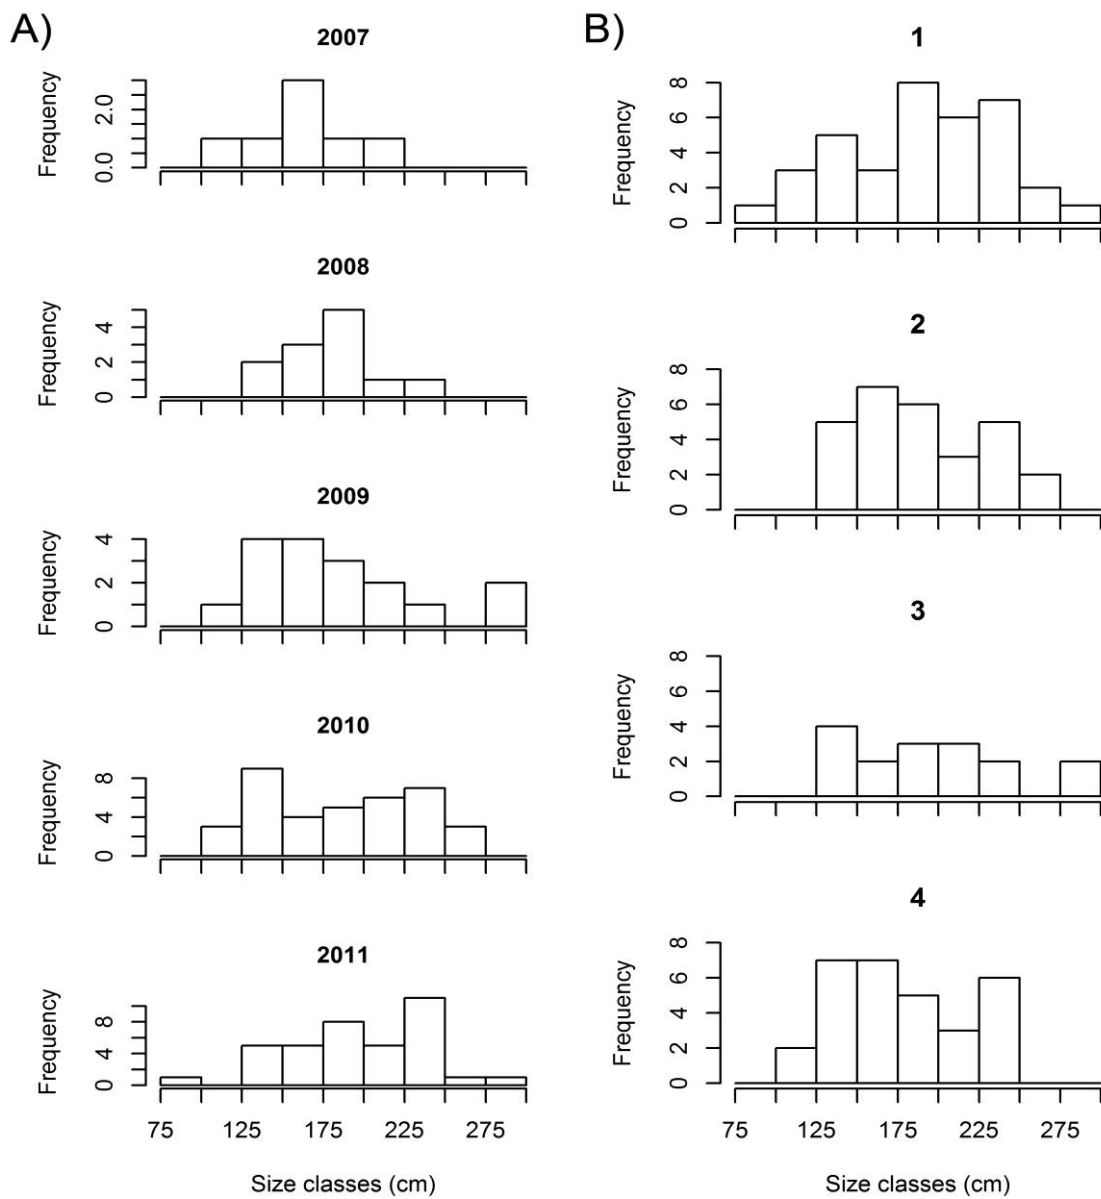 A)
2007
Frequency
0.0 2.0
2008
Frequency
0 2 4
2009
Frequency
0 2 4
2010
Frequency
0 4 8
2011
Frequency
0 4 8
75 125 175 225 275
Size classes (cm)
B)
1
Frequency
0 2 4 6 8
2
Frequency
0 2 4 6 8
3
Frequency
0 2 4 6 8
4
Frequency
0 2 4 6 8
75 125 175 225 275
Size classes (cm)